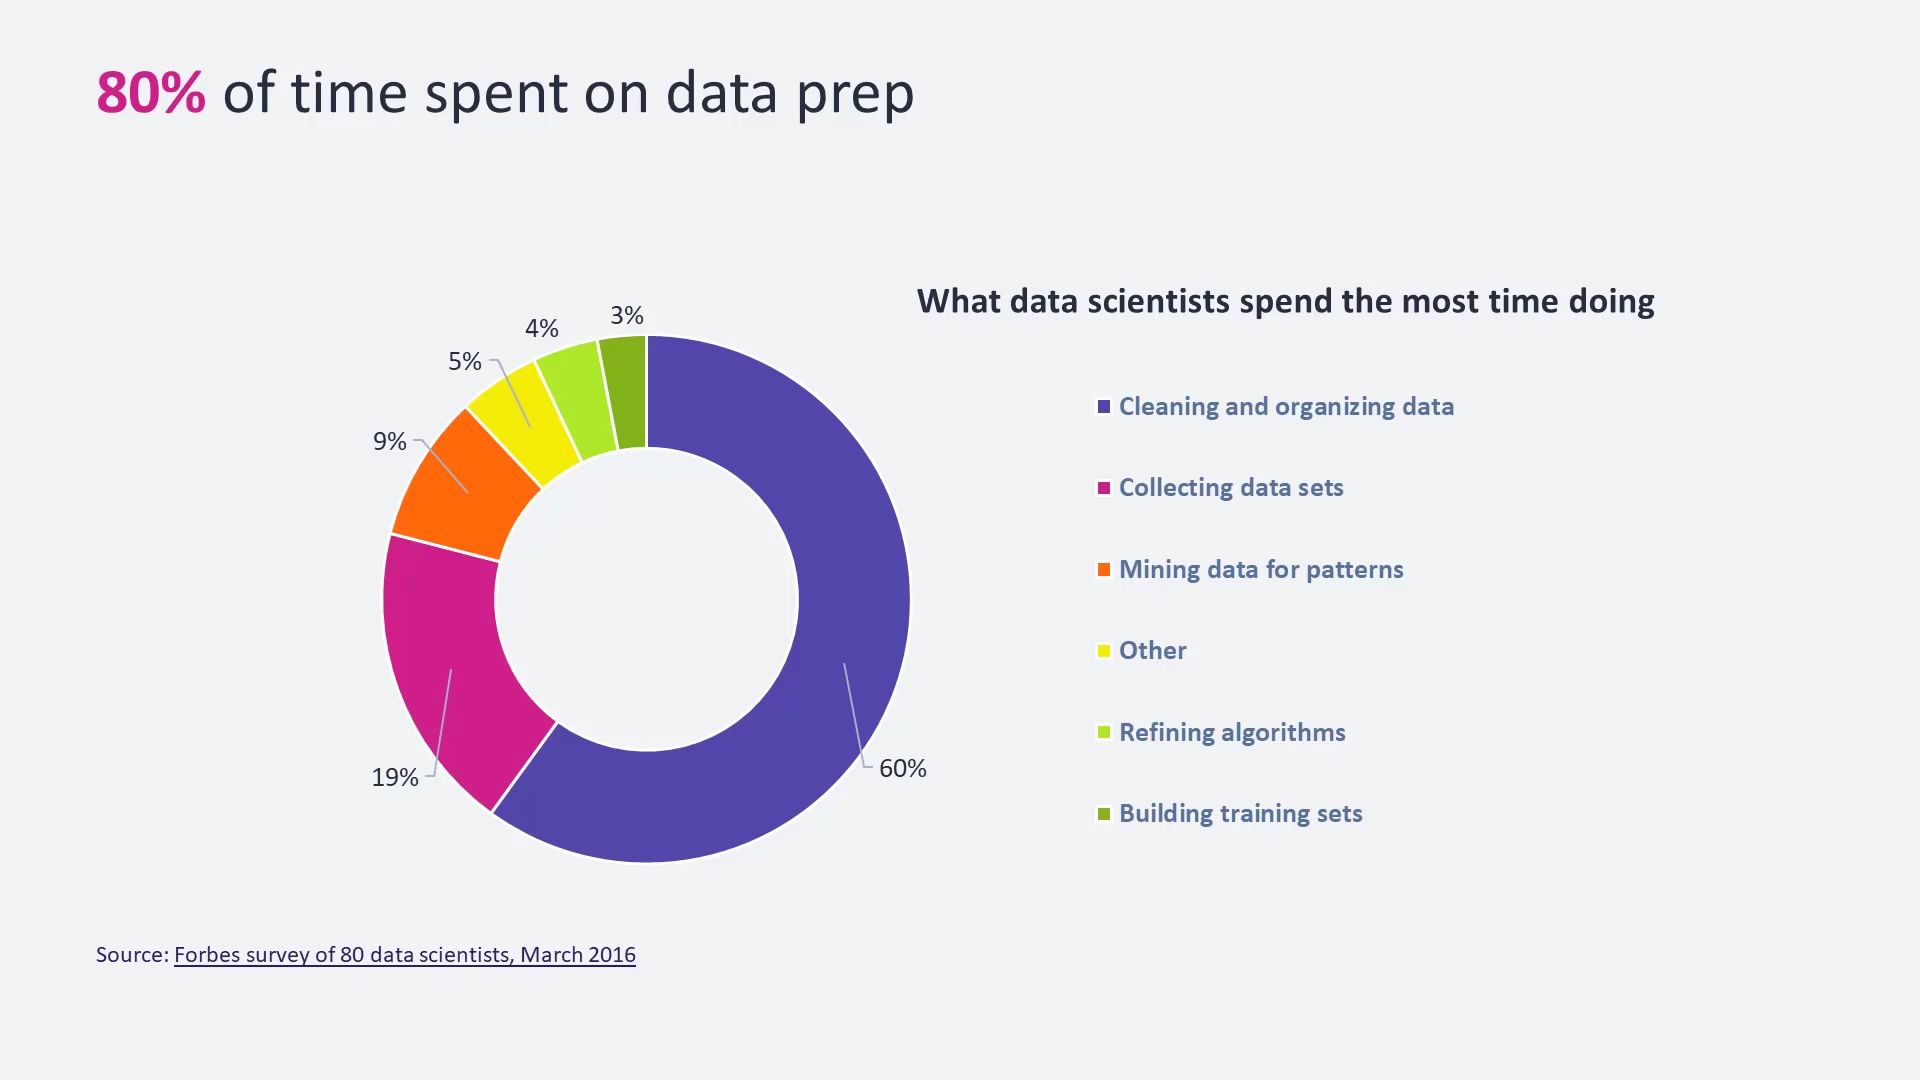 80% of time spent on data prep
What data scientists spend the most time doing
3%
4%
5%
9%
19%
60%
Cleaning and organizing data
Collecting data sets
Mining data for patterns
Other
Refining algorithms
Building training sets
Source: Forbes survey of 80 data scientists, March 2016